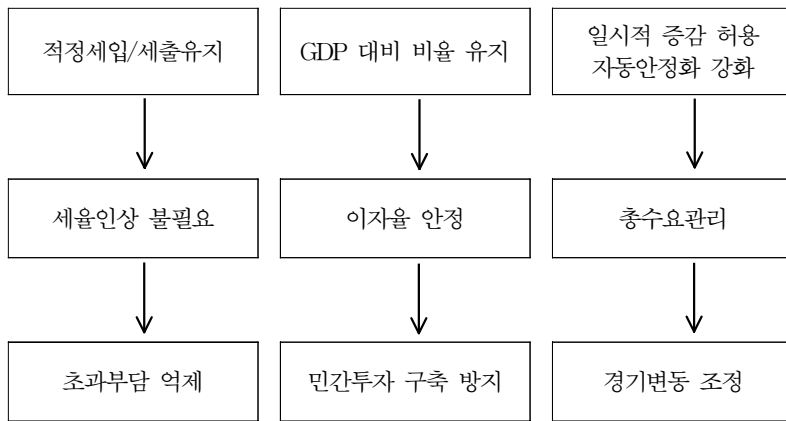 적정세입/세출유지
GDP 대비 비율 유지
일시적 증감 허용
자동안정화 강화
세율인상 불필요
이자율 안정
총수요관리
초과부담 억제
민간투자 구축 방지
경기변동 조정